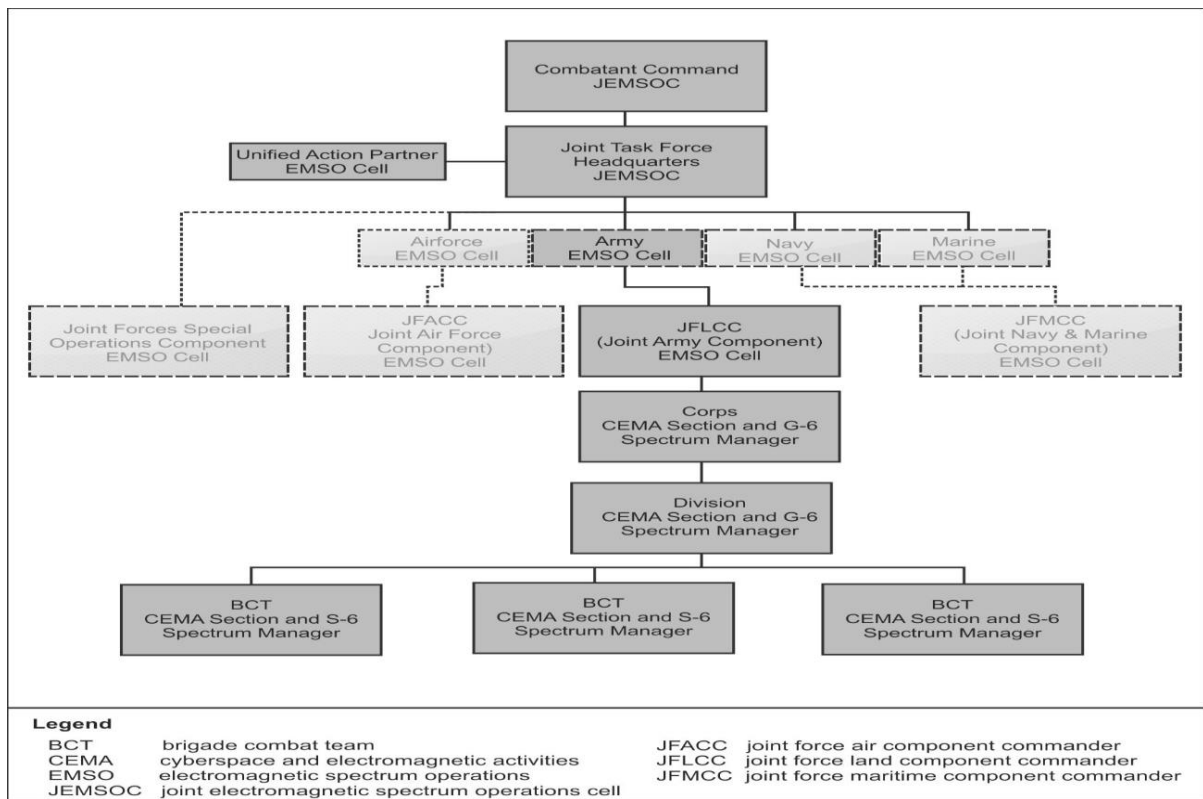 Combatant Command
JEMSOC
Unified Action Partner
EMSO Cell
Joint Task Force
Headquarters
JEMSOC
Airforce
EMSO Cell
Army
EMSO Cell
Navy
EMSO Cell
Marine
EMSO Cell
Joint Forces Special
Operations Component
EMSO Cell
JFACC
Joint Air Force
Component)
EMSO Cell
JFLCC
(Joint Army Component)
EMSO Cell
JFMCC
(Joint Navy & Marine
Component)
EMSO Cell
Corps
CEMA Section and G-6
Spectrum Manager
Division
CEMA Section and G-6
Spectrum Manager
BCT
CEMA Section and S-6
Spectrum Manager
BCT
CEMA Section and S-6
Spectrum Manager
BCT
CEMA Section and S-6
Spectrum Manager
Legend
BCT brigade combat team
CEMA cyberspace and electromagnetic activities
EMSO electromagnetic spectrum operations
JEMSOC joint electromagnetic spectrum operations cell
JFACC joint force air component commander
JFLCC joint force land component commander
JFMCC joint force maritime component commander